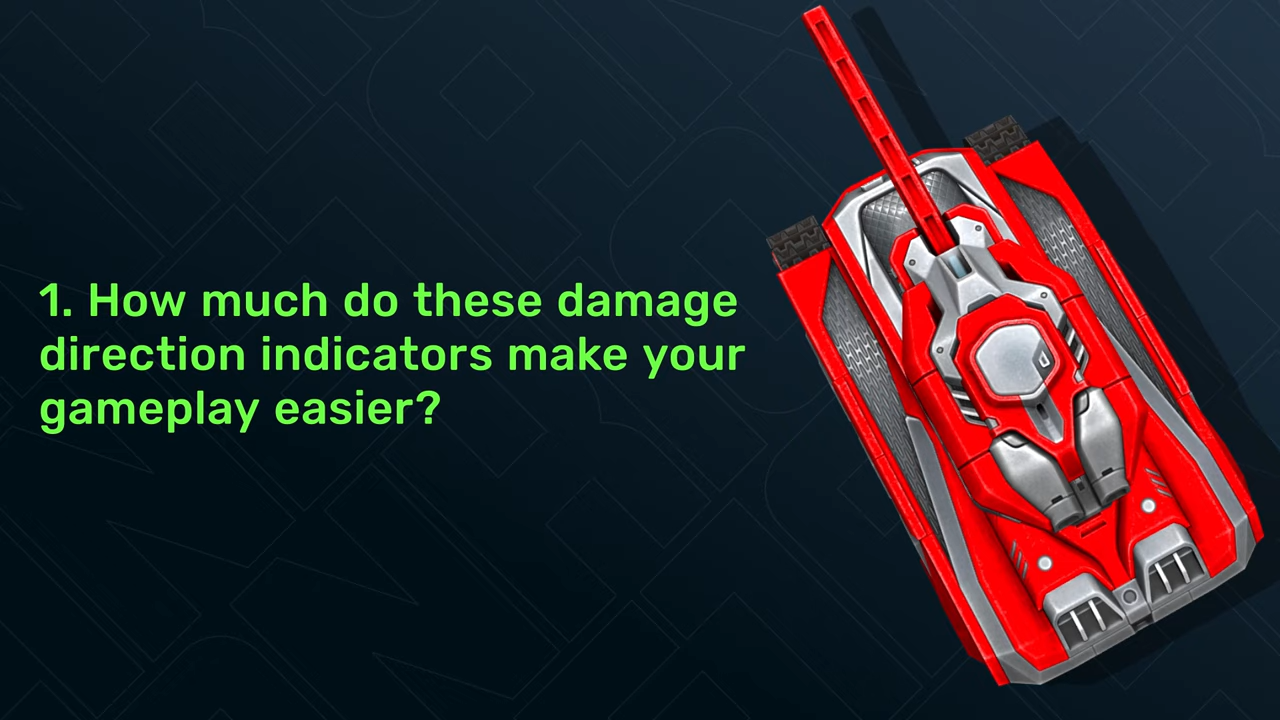 1. How much do these damage
direction indicators make your
gameplay easier?